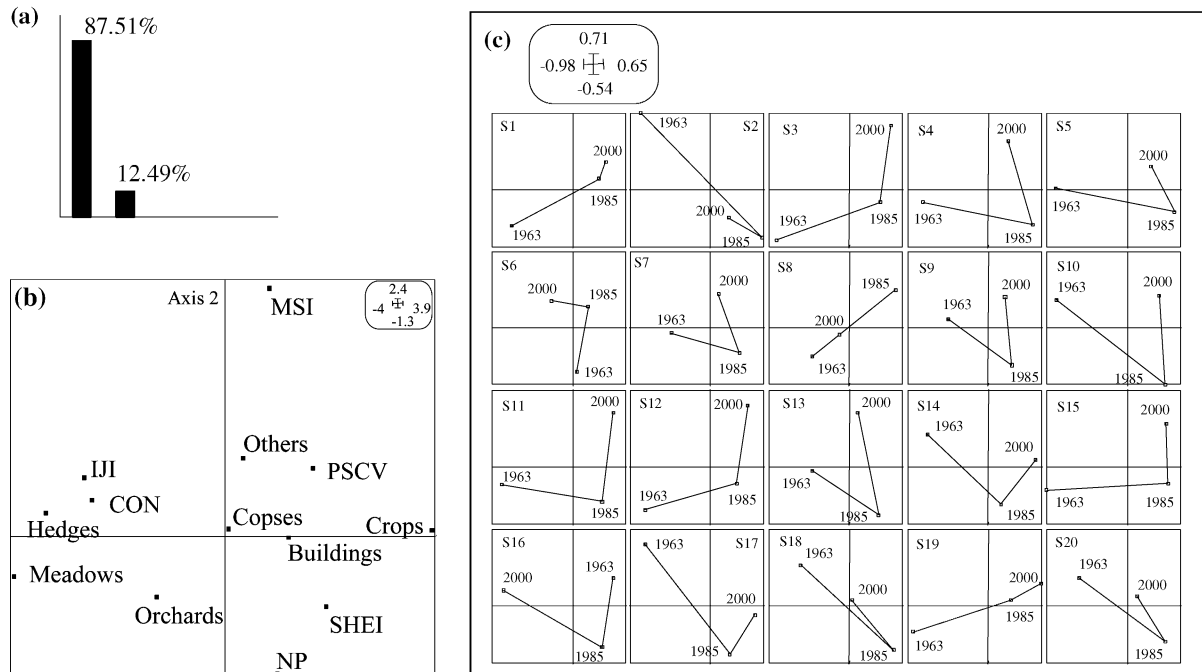 (a)
87.51%
12.49%
(b)
Axis 2
2.4
-4 3.9
-1.3
MSI
Others
PSCV
IJI
CON
Hedges
Copses
Crops
Buildings
Meadows
Orchards
SHEI
NP
(c)
0.71
-0.98 0.65
-0.54
S1
2000
1985
1963
1963
S2
2000
1985
S3
2000
1985
1963
S4
2000
1963
1985
S5
2000
1963
1985
S6
2000
1985
1963
S7
2000
1963
1985
S8
1985
2000
1963
S9
2000
1963
1985
S10
2000
1963
1985
S11
2000
1963
1985
S12
2000
1985
1963
S13
2000
1963
1985
S14
1963
2000
1985
S15
2000
1985
1963
S16
1963
2000
1985
1963
S17
2000
1985
S18
1963
2000
1985
S19
2000
1985
1963
S20
1963
2000
1985